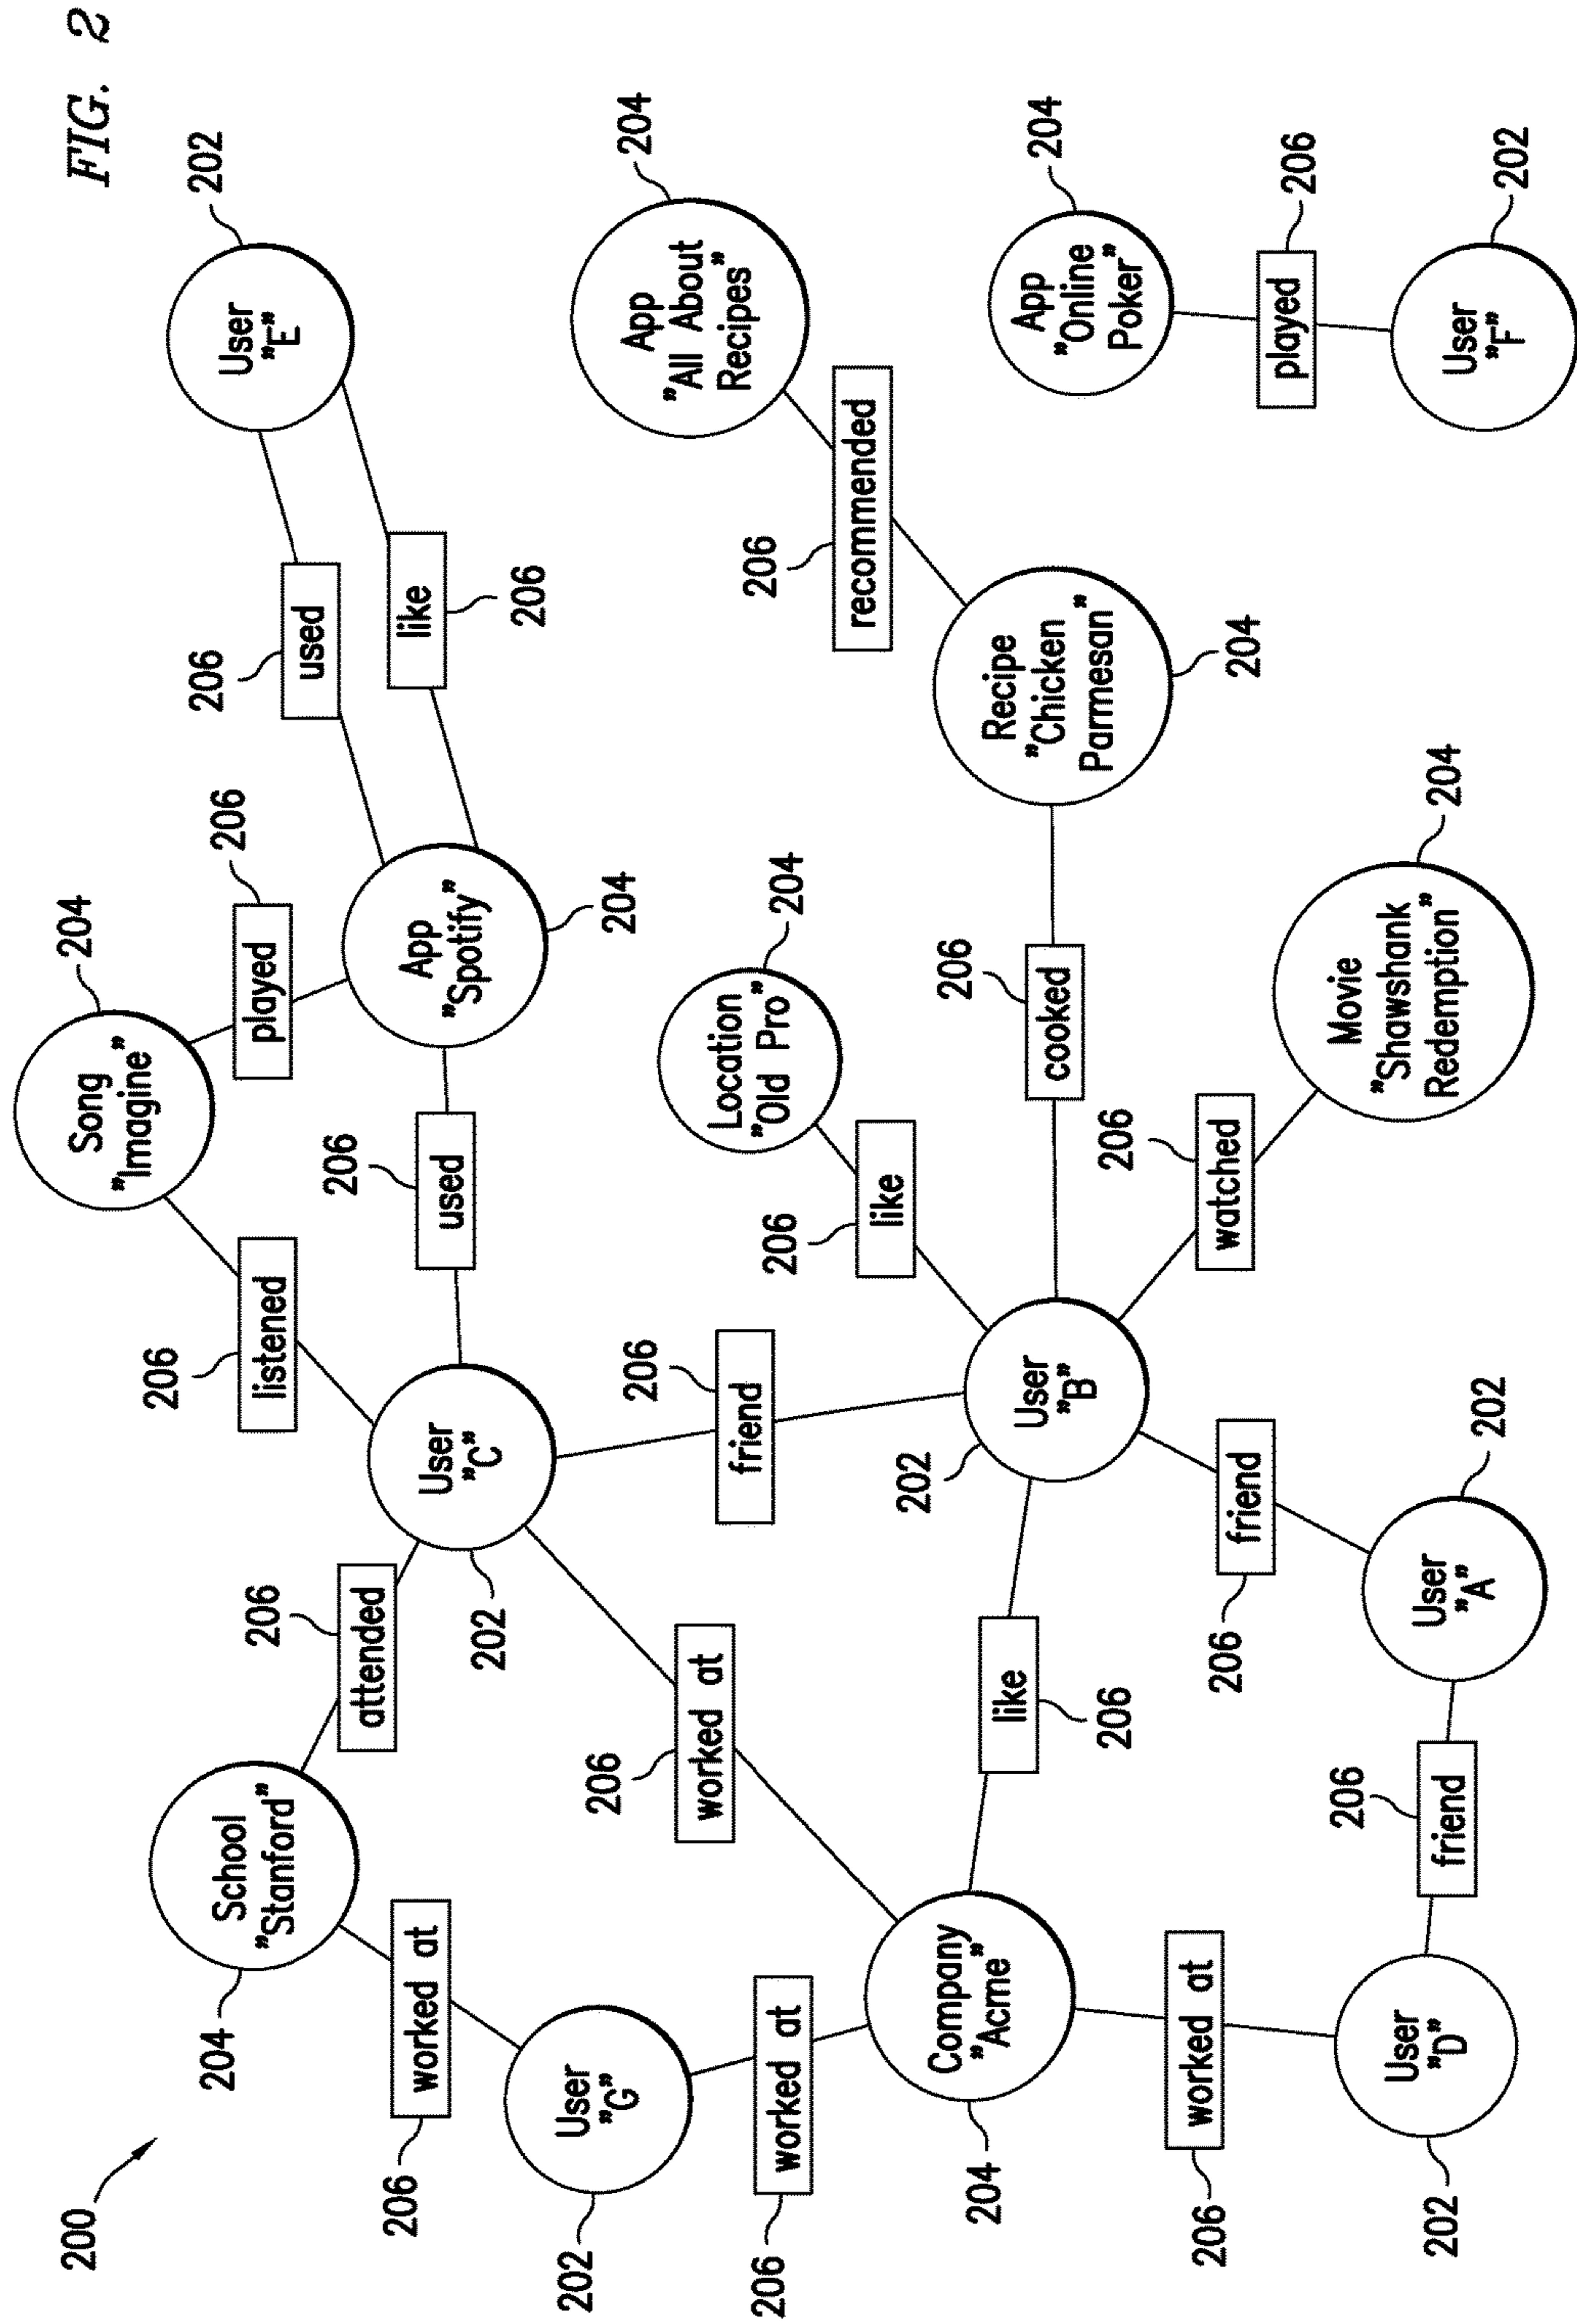 FIG. 2
200
204
Song
”Imagine”
206
listened
206
played
204
School
”Stanford”
206
attended
202
User
”E”
206
used
206
like
206
worked at
202
User
”C”
206
used
App
”Spotify”
204
202
User
”G”
206
worked at
206
worked at
206
friend
204
Location
”Old Pro”
206
like
204
App
”All About
Recipes”
206
recommended
204
Company
”Acme”
like
206
202
User
”B”
206
cooked
Recipe
”Chicken
Parmesan”
204
204
App
”Online
Poker”
206
worked at
206
friend
206
watched
played
206
202
User
”D”
206
friend
User
”A”
202
Movie
”Shawshank
Redemption”
204
User
”F”
202